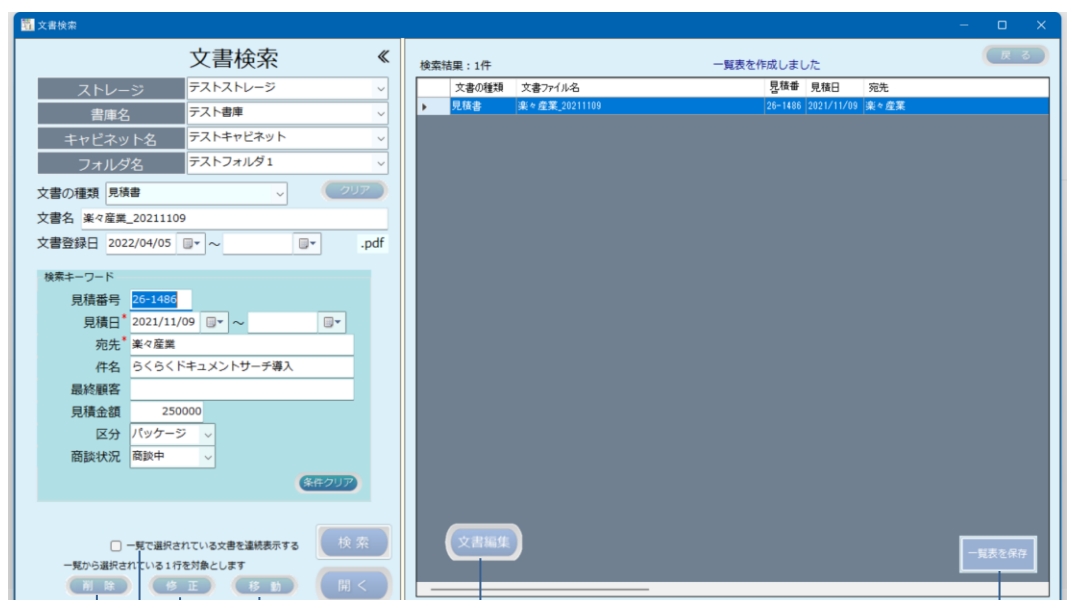 文書検索
文書検索 «
ストレージ テストストレージ
書庫名 テスト書庫
キャビネット名 テストキャビネット
フォルダ名 テストフォルダ1
文書の種類 見積書 クリア
文書名 楽々産業_20211109
文書登録日 2022/04/05 ～ .pdf
検索キーワード
見積番号 26-1486
見積日* 2021/11/09 ～
宛先* 楽々産業
件名 らくらくドキュメントサーチ導入
最終顧客
見積金額 250000
区分 パッケージ
商談状況 商談中
条件クリア
一覧で選択されている文書を連続表示する 検索
一覧から選択されている1行を対象とします
削除 修正 移動 開く
検索結果：1件 一覧表を作成しました 戻る
文書の種類 文書ファイル名 見積番 見積日 宛先
見積書 楽々産業_20211109 26-1486 2021/11/09 楽々産業
文書編集 一覧表を保存